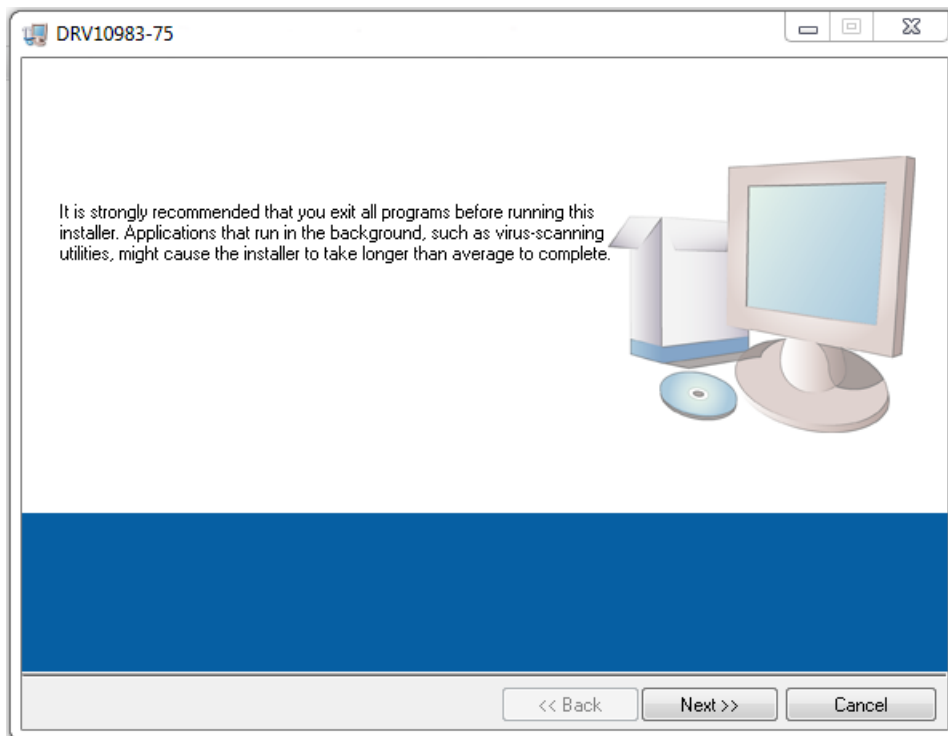 DRV10983-75
It is strongly recommended that you exit all programs before running this
installer. Applications that run in the background, such as virus-scanning
utilities, might cause the installer to take longer than average to complete.
<< Back
Next >>
Cancel